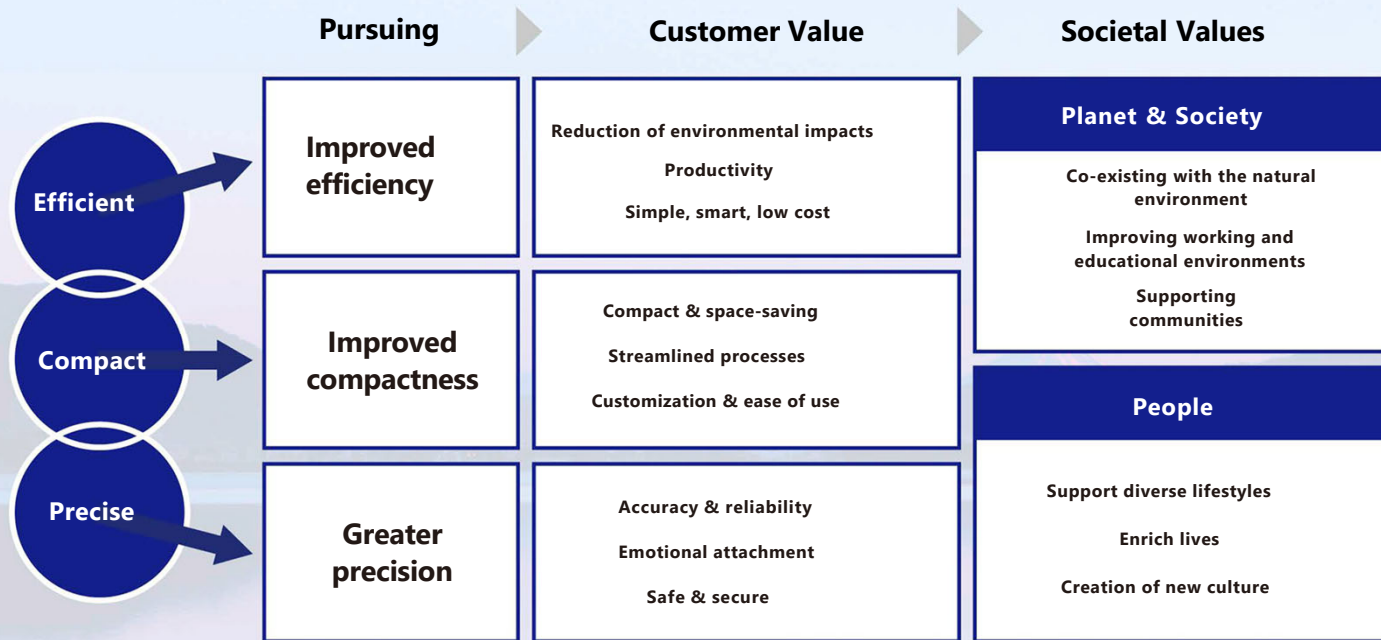 Pursuing
Customer Value
Societal Values
Efficient
Compact
Precise
Improved
efficiency
Improved
compactness
Greater
precision
Reduction of environmental impacts
Productivity
Simple, smart, low cost
Compact & space-saving
Streamlined processes
Customization & ease of use
Accuracy & reliability
Emotional attachment
Safe & secure
Planet & Society
Co-existing with the natural
environment
Improving working and
educational environments
Supporting
communities
People
Support diverse lifestyles
Enrich lives
Creation of new culture